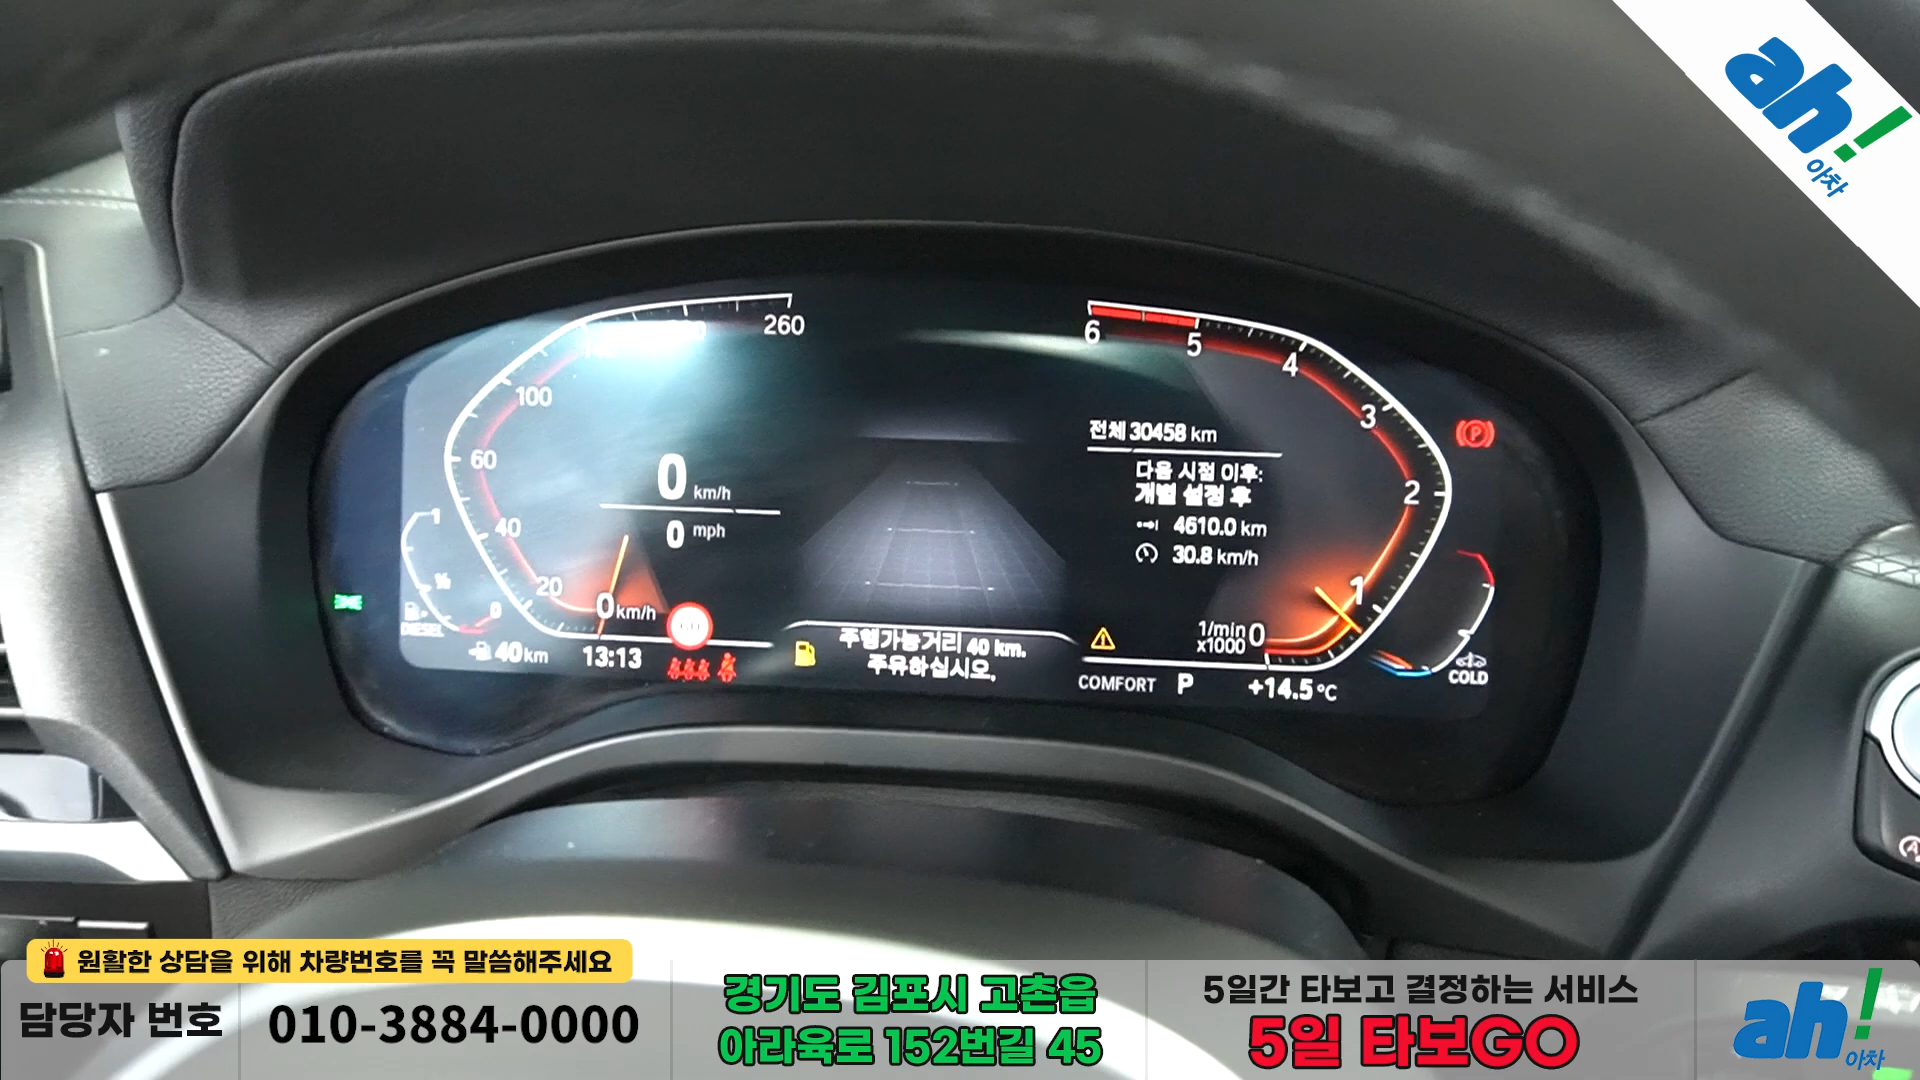 ah!
아차
260
100
60
40
20
0 km/h
0 km/h
0 mph
1
½
0
DIESEL
40 km
13:13
주행가능거리 40 km.
주유하십시오.
6
5
4
3
2
1
0
전체 30458 km
다음 시점 이후:
개별 설정 후
4610.0 km
30.8 km/h
1/min
x1000
P
COMFORT P
+14.5 °C
COLD
원활한 상담을 위해 차량번호를 꼭 말씀해주세요
담당자 번호
010-3884-0000
경기도 김포시 고촌읍
아라육로 152번길 45
5일간 타보고 결정하는 서비스
5일 타보GO
ah!
아차